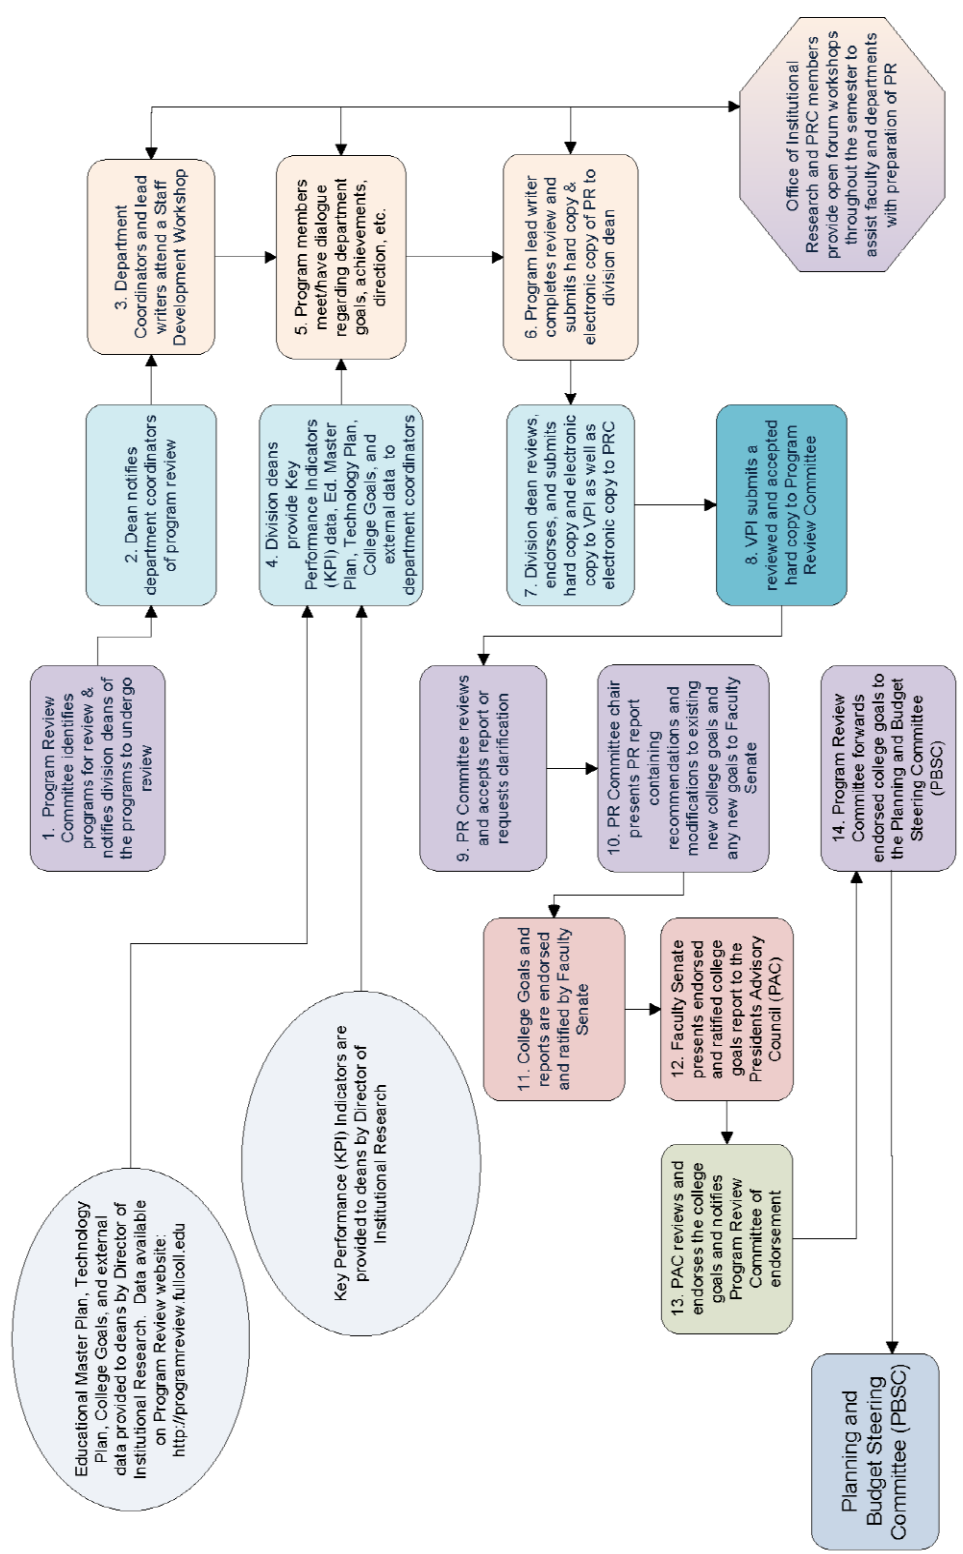 1.  Program Review
Committee identifies
programs for review &
notifies division deans of
the programs to undergo
review
2. Dean notifies
department coordinators
of program review
3. Department
Coordinators and lead
writers attend a Staff
Development Workshop
4. Division deans
provide Key
Performance Indicators
(KPI) data, Ed. Master
Plan, Technology Plan,
College Goals, and
external data to
department coordinators
5. Program members
meet/have dialogue
regarding department
goals, achievements,
direction, etc.
6. Program lead writer
completes review and
submits hard copy &
electronic copy of PR to
division dean
Office of Institutional
Research and PRC members
provide open forum workshops
throughout the semester to
assist faculty and departments
with preparation of PR
7. Division dean reviews,
endorses, and submits
hard copy and electronic
copy to VPI as well as
electronic copy to PRC
8. VPI submits a
reviewed and accepted
hard copy to Program
Review Committee
9. PR Committee reviews
and accepts report or
requests clarification
10. PR Committee chair
presents PR report
containing
recommendations and
modifications to existing
new college goals and
any new goals to Faculty
Senate
11. College Goals and
reports are endorsed
and ratified by Faculty
Senate
12. Faculty Senate
presents endorsed
and ratified college
goals report to the
Presidents Advisory
Council (PAC)
13. PAC reviews and
endorses the college
goals and notifies
Program Review
Committee of
endorsement
14. Program Review
Committee forwards
endorsed college goals to
the Planning and Budget
Steering Committee
(PBSC)
Educational Master Plan, Technology
Plan, College Goals, and external
data provided to deans by Director of
Institutional Research.  Data available
on Program Review website:
http://programreview.fullcoll.edu
Key Performance (KPI) Indicators are
provided to deans by Director of
Institutional Research
Planning and
Budget Steering
Committee (PBSC)